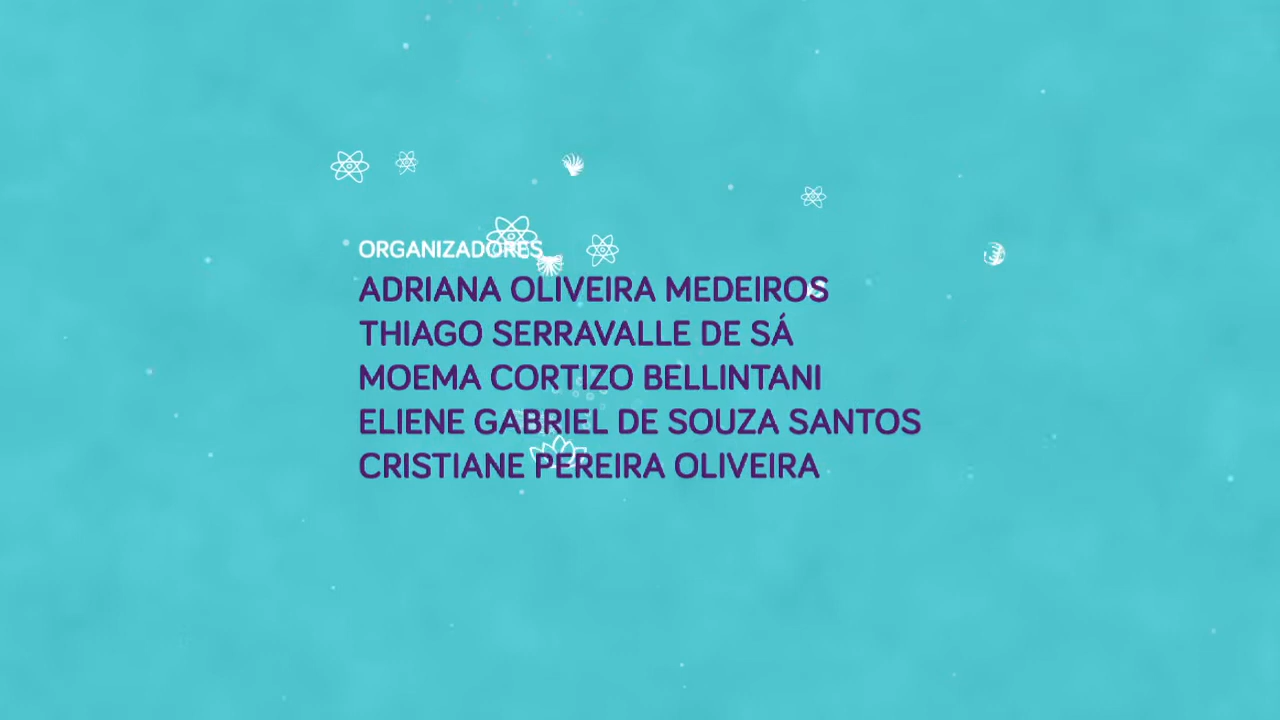 ORGANIZADORES
ADRIANA OLIVEIRA MEDEIROS
THIAGO SERRAVALLE DE SÁ
MOEMA CORTIZO BELLINTANI
ELIENE GABRIEL DE SOUZA SANTOS
CRISTIANE PEREIRA OLIVEIRA